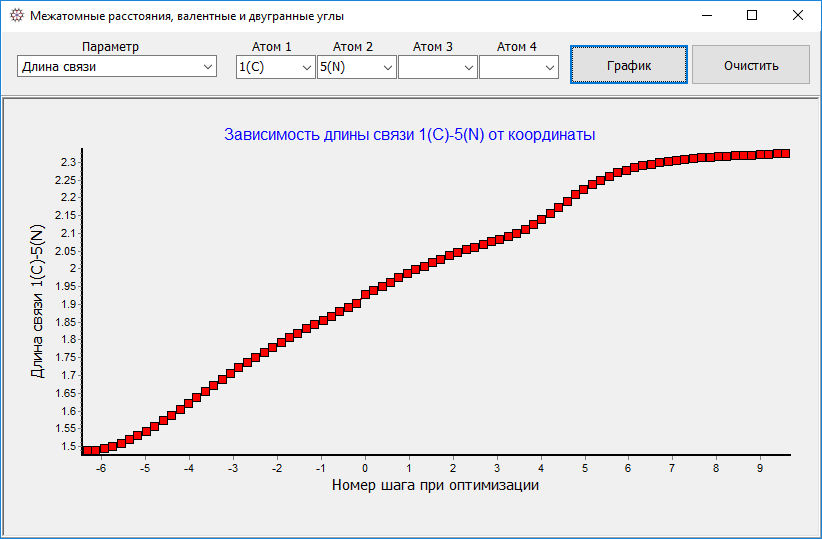 Межатомные расстояния, валентные и двугранные углы
Параметр Атом 1 Атом 2 Атом 3 Атом 4
Длина связи 1(C) 5(N) График Очистить
Зависимость длины связи 1(C)-5(N) от координаты
Длина связи 1(C)-5(N)
2.3
2.25
2.2
2.15
2.1
2.05
2
1.95
1.9
1.85
1.8
1.75
1.7
1.65
1.6
1.55
1.5
-6 -5 -4 -3 -2 -1 0 1 2 3 4 5 6 7 8 9
Номер шага при оптимизации